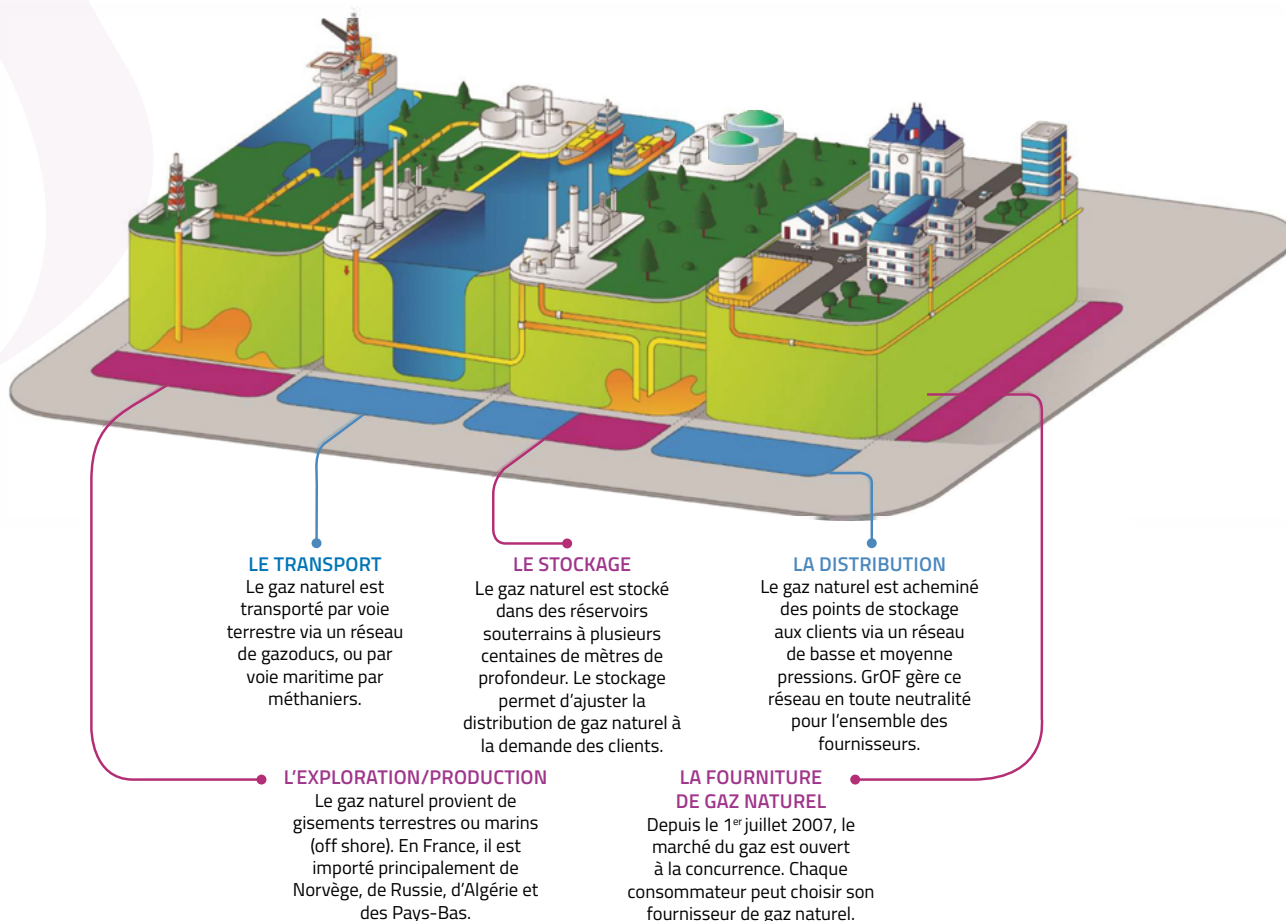 LE TRANSPORT
Le gaz naturel est
transporté par voie
terrestre via un réseau
de gazoducs, ou par
voie maritime par
méthaniers.
LE STOCKAGE
Le gaz naturel est stocké
dans des réservoirs
souterrains à plusieurs
centaines de mètres de
profondeur. Le stockage
permet d’ajuster la
distribution de gaz naturel à
la demande des clients.
LA DISTRIBUTION
Le gaz naturel est acheminé
des points de stockage
aux clients via un réseau
de basse et moyenne
pressions. GrOF gère ce
réseau en toute neutralité
pour l’ensemble des
fournisseurs.
L’EXPLORATION/PRODUCTION
Le gaz naturel provient de
gisements terrestres ou marins
(off shore). En France, il est
importé principalement de
Norvège, de Russie, d’Algérie et
des Pays-Bas.
LA FOURNITURE
DE GAZ NATUREL
Depuis le 1er juillet 2007, le
marché du gaz est ouvert
à la concurrence. Chaque
consommateur peut choisir son
fournisseur de gaz naturel.